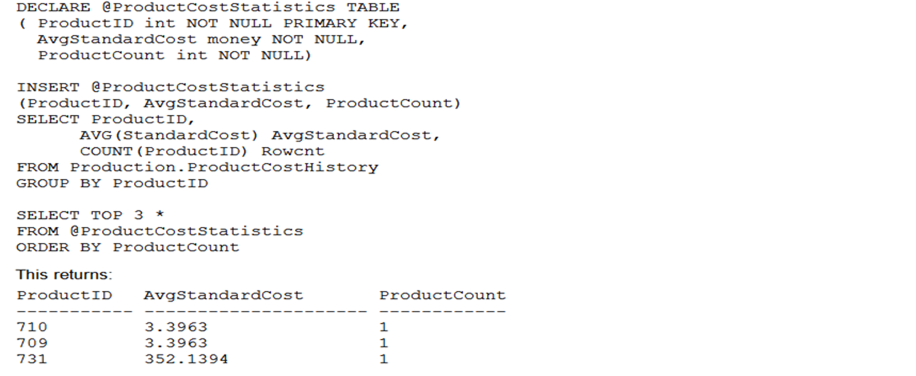 DECLARE @ProductCostStatistics TABLE
( ProductID int NOT NULL PRIMARY KEY,
AvgStandardCost money NOT NULL,
ProductCount int NOT NULL)
INSERT @ProductCostStatistics
(ProductID, AvgStandardCost, ProductCount)
SELECT ProductID,
AVG(StandardCost) AvgStandardCost,
COUNT(ProductID) Rowcnt
FROM Production.ProductCostHistory
GROUP BY ProductID
SELECT TOP 3 *
FROM @ProductCostStatistics
ORDER BY ProductCount
This returns:
ProductID AvgStandardCost ProductCount
----------- --------------------- ------------
710 3.3963 1
709 3.3963 1
731 352.1394 1